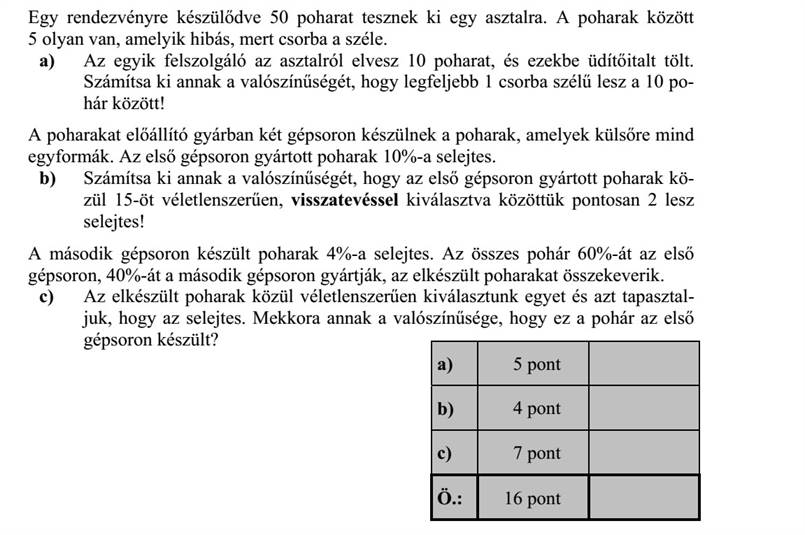 Egy rendezvényre készülődve 50 poharat tesznek ki egy asztalra. A poharak között
5 olyan van, amelyik hibás, mert csorba a széle.
a) Az egyik felszolgáló az asztalról elvesz 10 poharat, és ezekbe üdítőitalt tölt.
Számítsa ki annak a valószínűségét, hogy legfeljebb 1 csorba szélű lesz a 10 po-
hár között!
A poharakat előállító gyárban két gépsoron készülnek a poharak, amelyek külsőre mind
egyformák. Az első gépsoron gyártott poharak 10%-a selejtes.
b) Számítsa ki annak a valószínűségét, hogy az első gépsoron gyártott poharak kö-
zül 15-öt véletlenszerűen, visszatevéssel kiválasztva közöttük pontosan 2 lesz
selejtes!
A második gépsoron készült poharak 4%-a selejtes. Az összes pohár 60%-át az első
gépsoron, 40%-át a második gépsoron gyártják, az elkészült poharakat összekeverik.
c) Az elkészült poharak közül véletlenszerűen kiválasztunk egyet és azt tapasztal-
juk, hogy az selejtes. Mekkora annak a valószínűsége, hogy ez a pohár az első
gépsoron készült?
a) 5 pont
b) 4 pont
c) 7 pont
Ö.: 16 pont